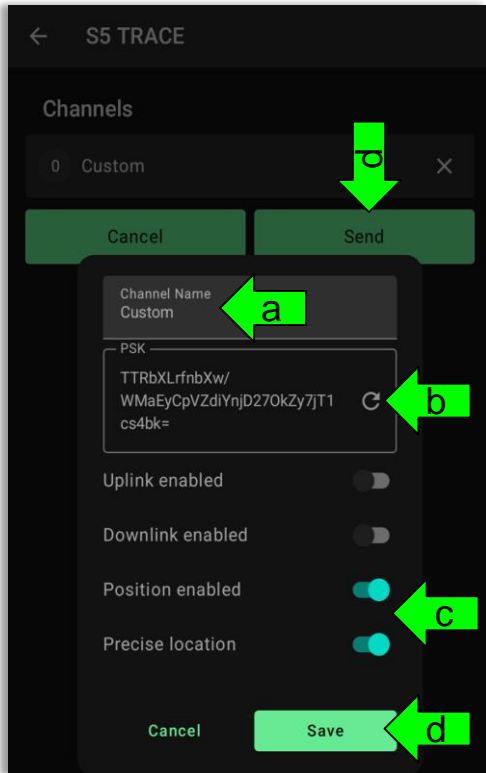 S5 TRACE
Channels
0 Custom
d
Cancel Send
Channel Name
Custom
a
PSK
TTRbXLrfnbXw/
WMaEyCpVZdiYnjD27OkZy7jT1
cs4bk=
b
Uplink enabled
Downlink enabled
Position enabled
c
Precise location
Cancel Save
d